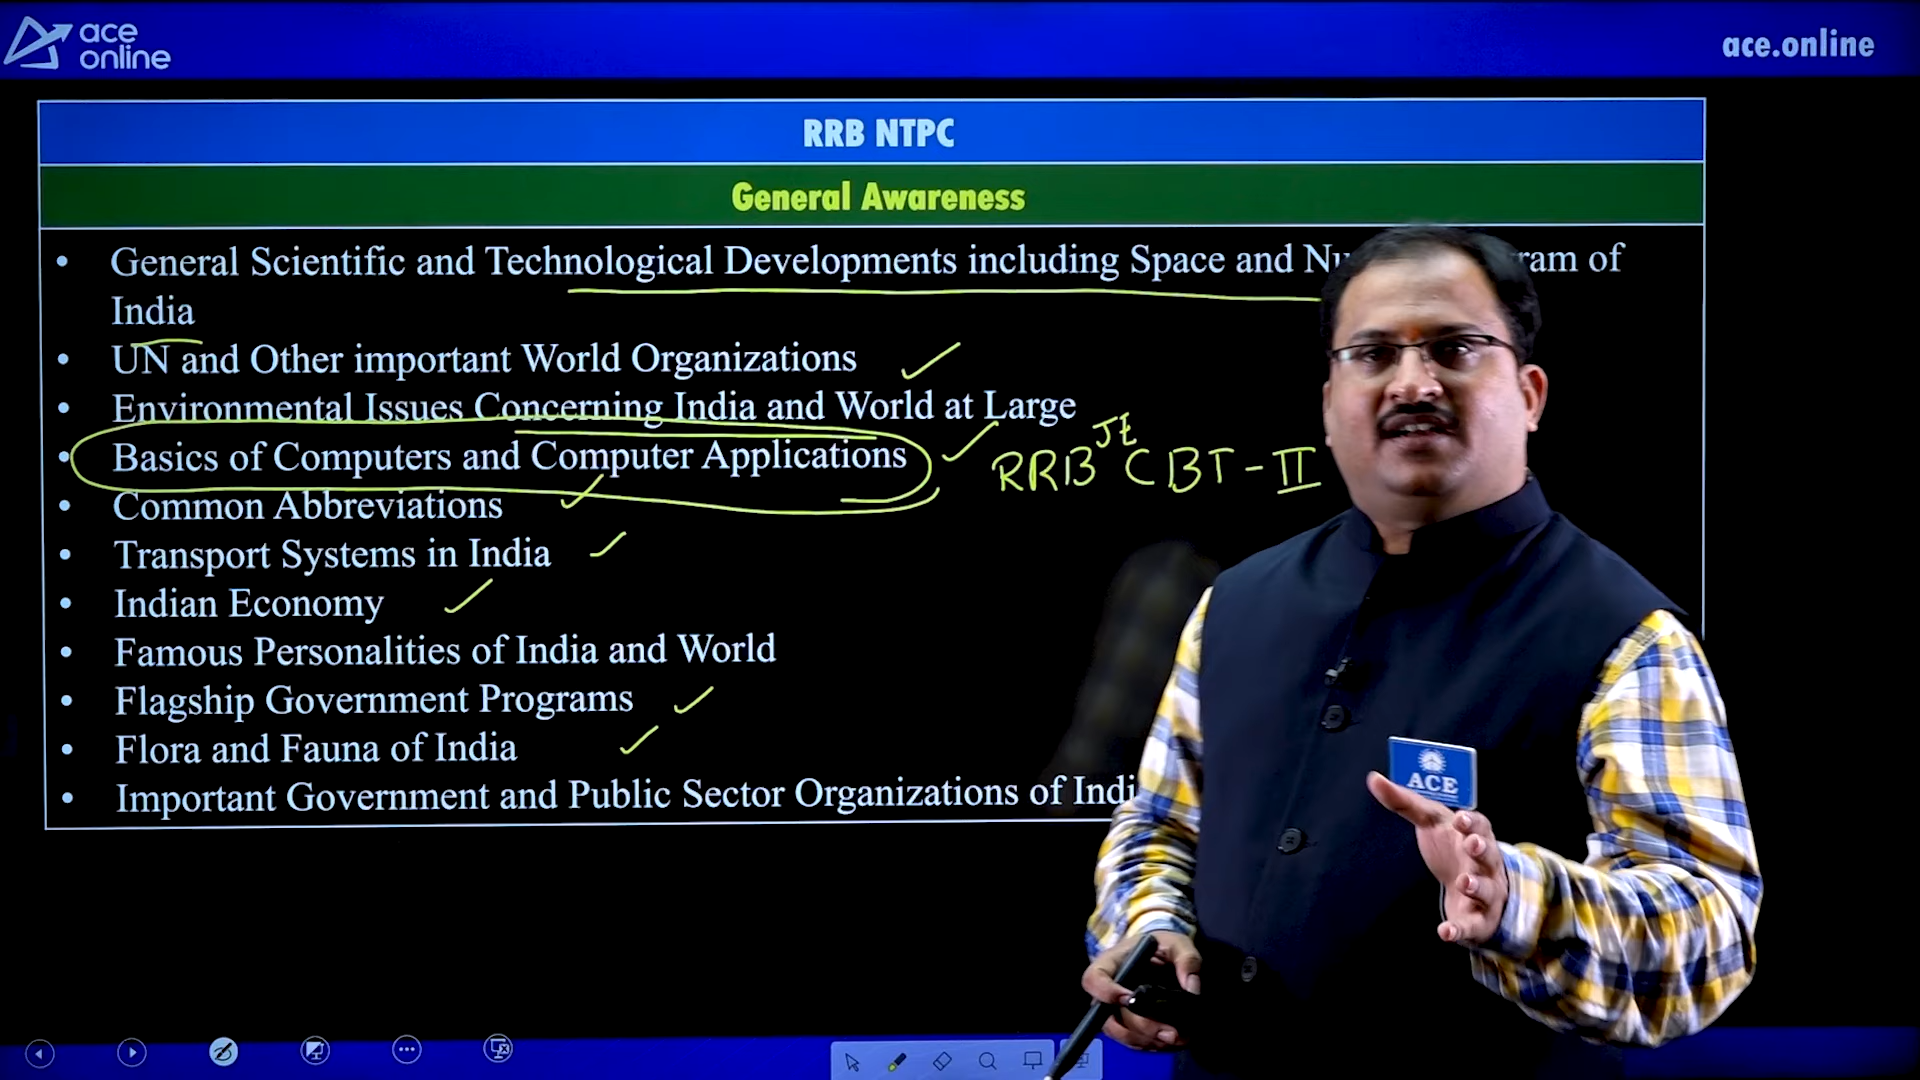 ace
online
ace.online
RRB NTPC
General Awareness
• General Scientific and Technological Developments including Space and of
India
• UN and Other important World Organizations
• Environmental Issues Concerning India and World at Large
• Basics of Computers and Computer Applications
RRB JE CBT-II
• Common Abbreviations
• Transport Systems in India
• Indian Economy
• Famous Personalities of India and World
• Flagship Government Programs
• Flora and Fauna of India
• Important Government and Public Sector Organizations of
ACE